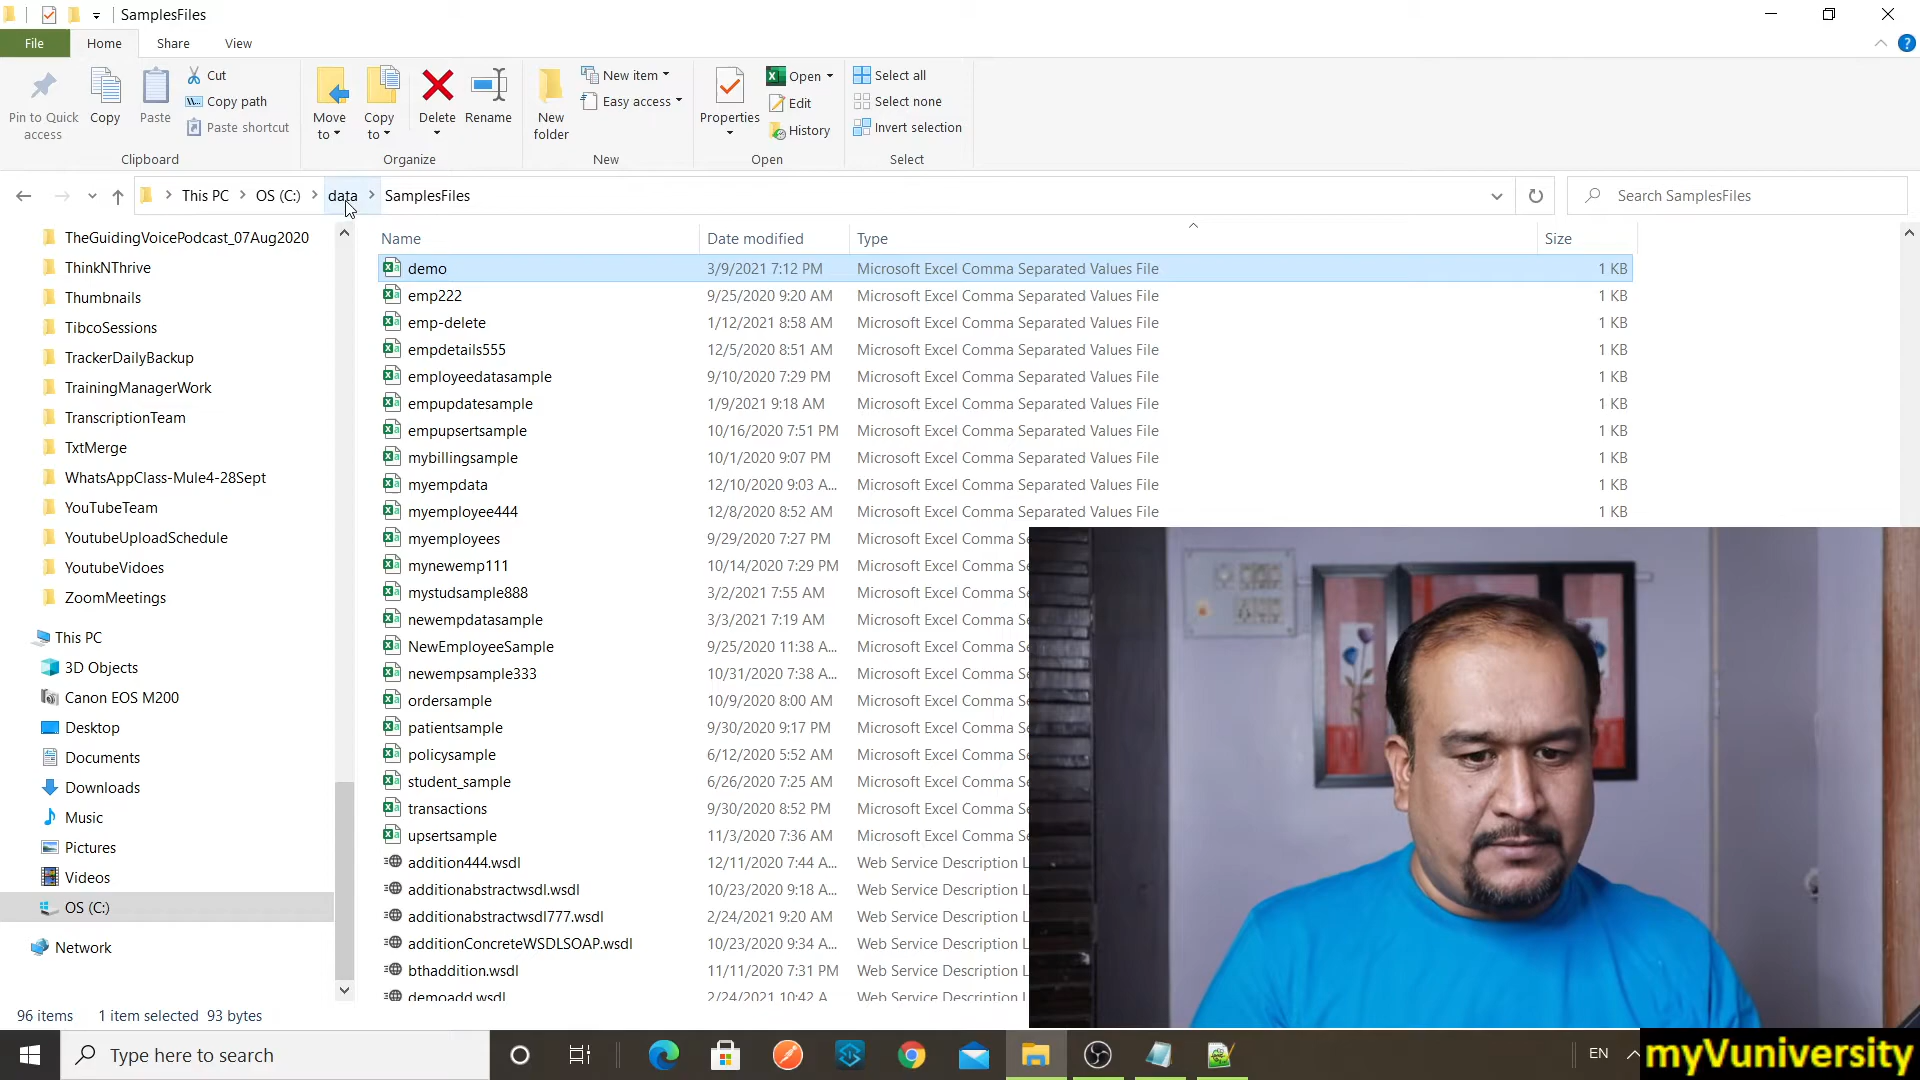 SamplesFiles
File Home Share View
Pin to Quick access
Copy
Paste
Cut
Copy path
Paste shortcut
Clipboard
Move to
Copy to
Delete
Rename
Organize
New folder
New item
Easy access
New
Properties
Open
Edit
History
Open
Select all
Select none
Invert selection
Select
This PC OS (C:) data SamplesFiles
Search SamplesFiles
TheGuidingVoicePodcast_07Aug2020
ThinkNThrive
Thumbnails
TibcoSessions
TrackerDailyBackup
TrainingManagerWork
TranscriptionTeam
TxtMerge
WhatsAppClass-Mule4-28Sept
YouTubeTeam
YoutubeUploadSchedule
YoutubeVidoes
ZoomMeetings
This PC
3D Objects
Canon EOS M200
Desktop
Documents
Downloads
Music
Pictures
Videos
OS (C:)
Network
Name Date modified Type Size
demo 3/9/2021 7:12 PM Microsoft Excel Comma Separated Values File 1 KB
emp222 9/25/2020 9:20 AM Microsoft Excel Comma Separated Values File 1 KB
emp-delete 1/12/2021 8:58 AM Microsoft Excel Comma Separated Values File 1 KB
empdetails555 12/5/2020 8:51 AM Microsoft Excel Comma Separated Values File 1 KB
employeedatasample 9/10/2020 7:29 PM Microsoft Excel Comma Separated Values File 1 KB
empupdatesample 1/9/2021 9:18 AM Microsoft Excel Comma Separated Values File 1 KB
empupsertsample 10/16/2020 7:51 PM Microsoft Excel Comma Separated Values File 1 KB
mybillingsample 10/1/2020 9:07 PM Microsoft Excel Comma Separated Values File 1 KB
myempdata 12/10/2020 9:03 A... Microsoft Excel Comma Separated Values File 1 KB
myemployee444 12/8/2020 8:52 AM Microsoft Excel Comma Separated Values File 1 KB
myemployees 9/29/2020 7:27 PM Microsoft Excel Comma Se
mynewemp111 10/14/2020 7:29 PM Microsoft Excel Comma Se
mystudsample888 3/2/2021 7:55 AM Microsoft Excel Comma Se
newempdatasample 3/3/2021 7:19 AM Microsoft Excel Comma Se
NewEmployeeSample 9/25/2020 11:38 A... Microsoft Excel Comma Se
newempsample333 10/31/2020 7:38 A... Microsoft Excel Comma Se
ordersample 10/9/2020 8:00 AM Microsoft Excel Comma Se
patientsample 9/30/2020 9:17 PM Microsoft Excel Comma Se
policysample 6/12/2020 5:52 AM Microsoft Excel Comma Se
student_sample 6/26/2020 7:25 AM Microsoft Excel Comma Se
transactions 9/30/2020 8:52 PM Microsoft Excel Comma Se
upsertsample 11/3/2020 7:36 AM Microsoft Excel Comma Se
addition444.wsdl 12/11/2020 7:44 A... Web Service Description L
additionabstractwsdl.wsdl 10/23/2020 9:18 A... Web Service Description L
additionabstractwsdl777.wsdl 2/24/2021 9:20 AM Web Service Description L
additionConcreteWSDLSOAP.wsdl 10/23/2020 9:34 A... Web Service Description L
bthaddition.wsdl 11/11/2020 7:31 PM Web Service Description L
demoadd.wsdl 2/24/2021 10:42 A... Web Service Description L
96 items 1 item selected 93 bytes
Type here to search
EN
myVuniversity